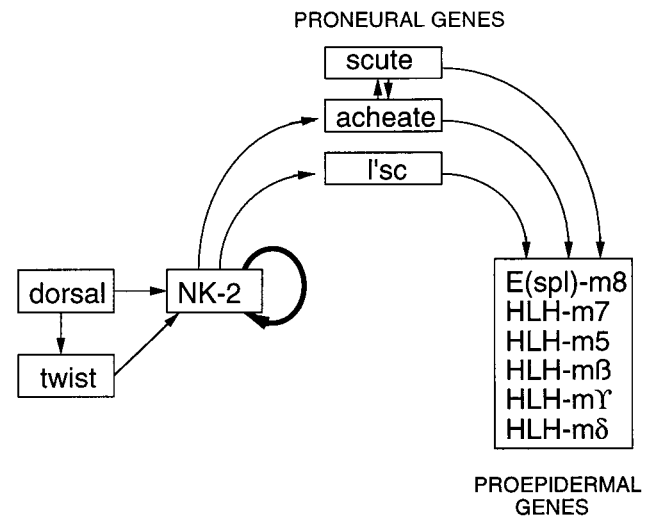 PRONEURAL GENES
scute
acheate
l'sc
dorsal
NK-2
twist
E(spl)-m8
HLH-m7
HLH-m5
HLH-mß
HLH-mϒ
HLH-mδ
PROEPIDERMAL
GENES